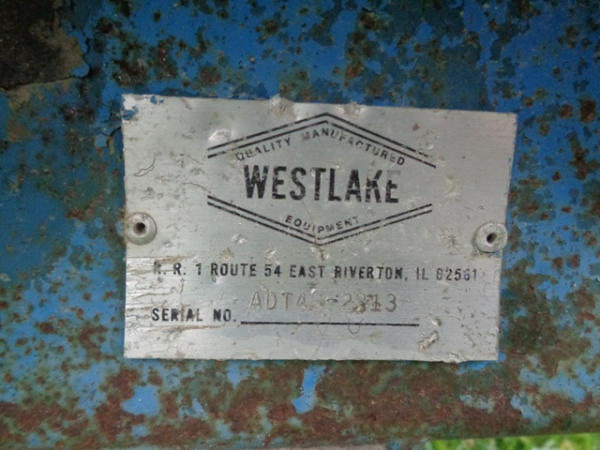 QUALITY MANUFACTURED
WESTLAKE
EQUIPMENT
R. R. 1 ROUTE 54 EAST RIVERTON, IL 62561
SERIAL NO.